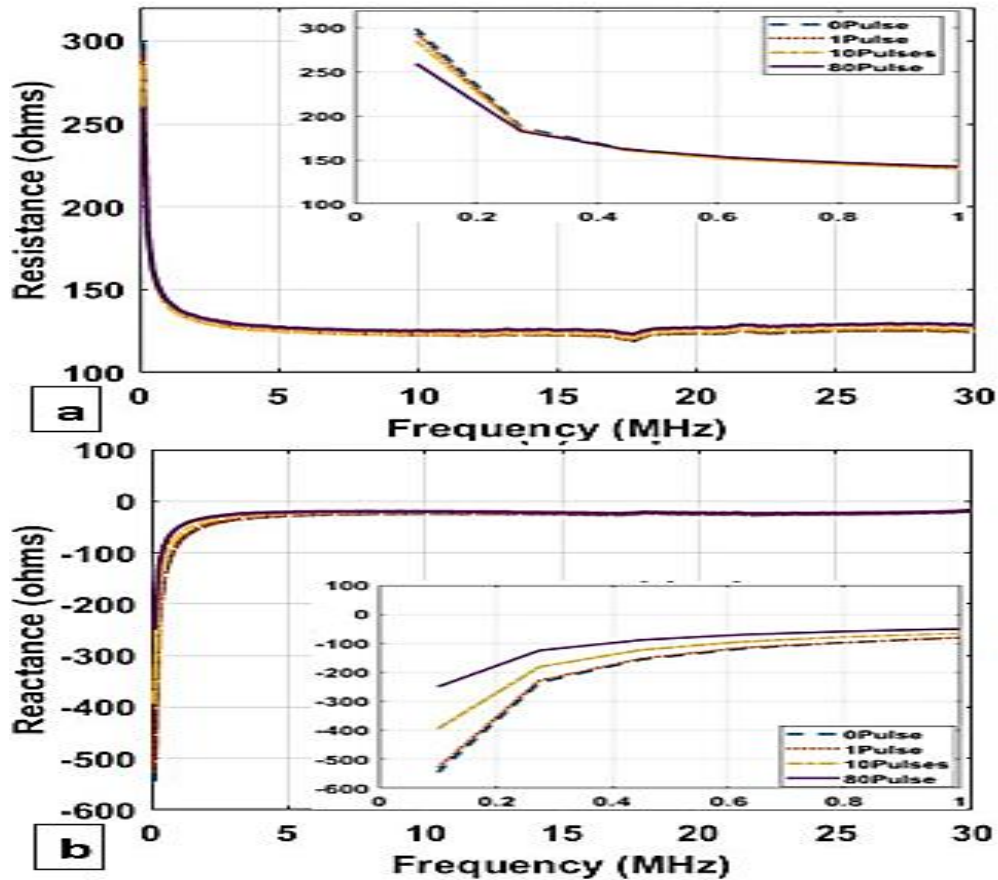 300
250
200
150
100
Resistance (ohms)
300
250
200
150
100
0 0.2 0.4 0.6 0.8 1
0Pulse
1Pulse
10Pulses
80Pulse
0 5 10 15 20 25 30
Frequency (MHz)
a
100
0
-100
-200
-300
-400
-500
-600
Reactance (ohms)
100
0
-100
-200
-300
-400
-500
-600
0 0.2 0.4 0.6 0.8 1
0Pulse
1Pulse
10Pulses
80Pulse
0 5 10 15 20 25 30
Frequency (MHz)
b